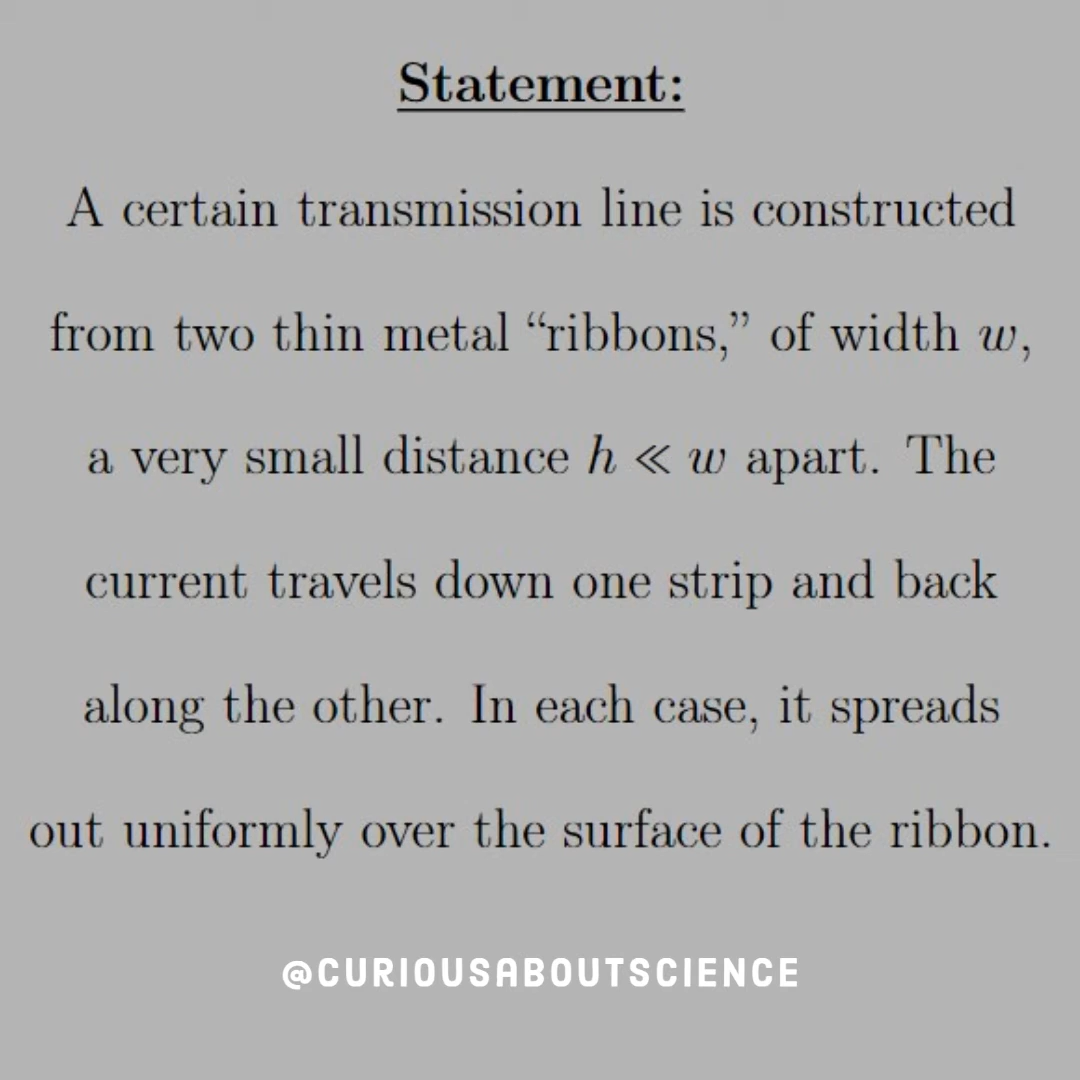 Statement:
A certain transmission line is constructed
from two thin metal “ribbons,” of width w,
a very small distance h ≪ w apart. The
current travels down one strip and back
along the other. In each case, it spreads
out uniformly over the surface of the ribbon.
@CURIOUSABOUTSCIENCE